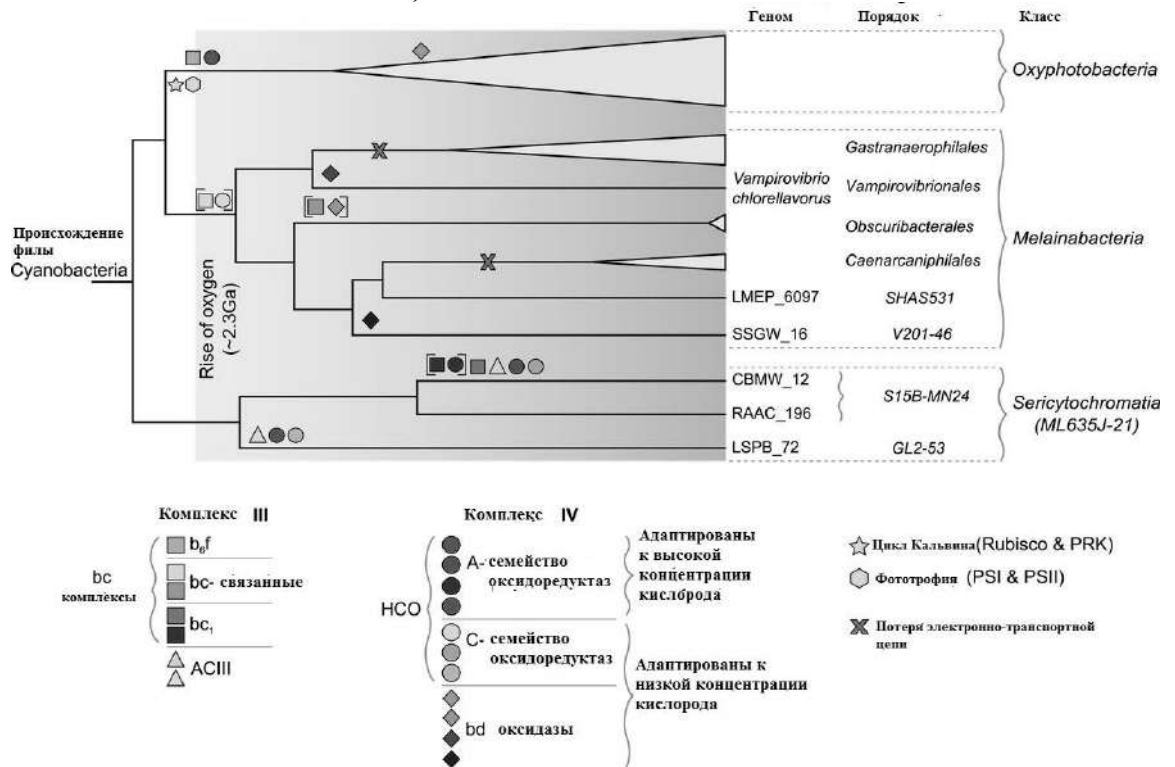 Геном Порядок Класс
Oxyphotobacteria
Gastranaerophilales
Vampirovibrio
chlorellavorus
Vampirovibrionales
Obscuribacterales
Melainabacteria
Caenarcaniphilales
LMEP_6097 SHAS531
SSGW_16 V201-46
CBMW_12
S15B-MN24
RAAC_196
Sericytochromatia
(ML635J-21)
LSPB_72 GL2-53
Происхождение
филы
Cyanobacteria
Rise of oxygen
(~2.3Ga)
Комплекс III
b6f
bc- связанные
bc1
ACIII
bc
комплексы
Комплекс IV
HCO
А- семейство
оксидоредуктаз
C- семейство
оксидоредуктаз
bd оксидазы
Адаптированы
к высокой
концентрации
кислброда
Адаптированы к
низкой концентрации
кислорода
Цикл Кальвина(Rubisco & PRK)
Фототрофия (PSI & PSII)
Потеря электронно-транспортной
цепи